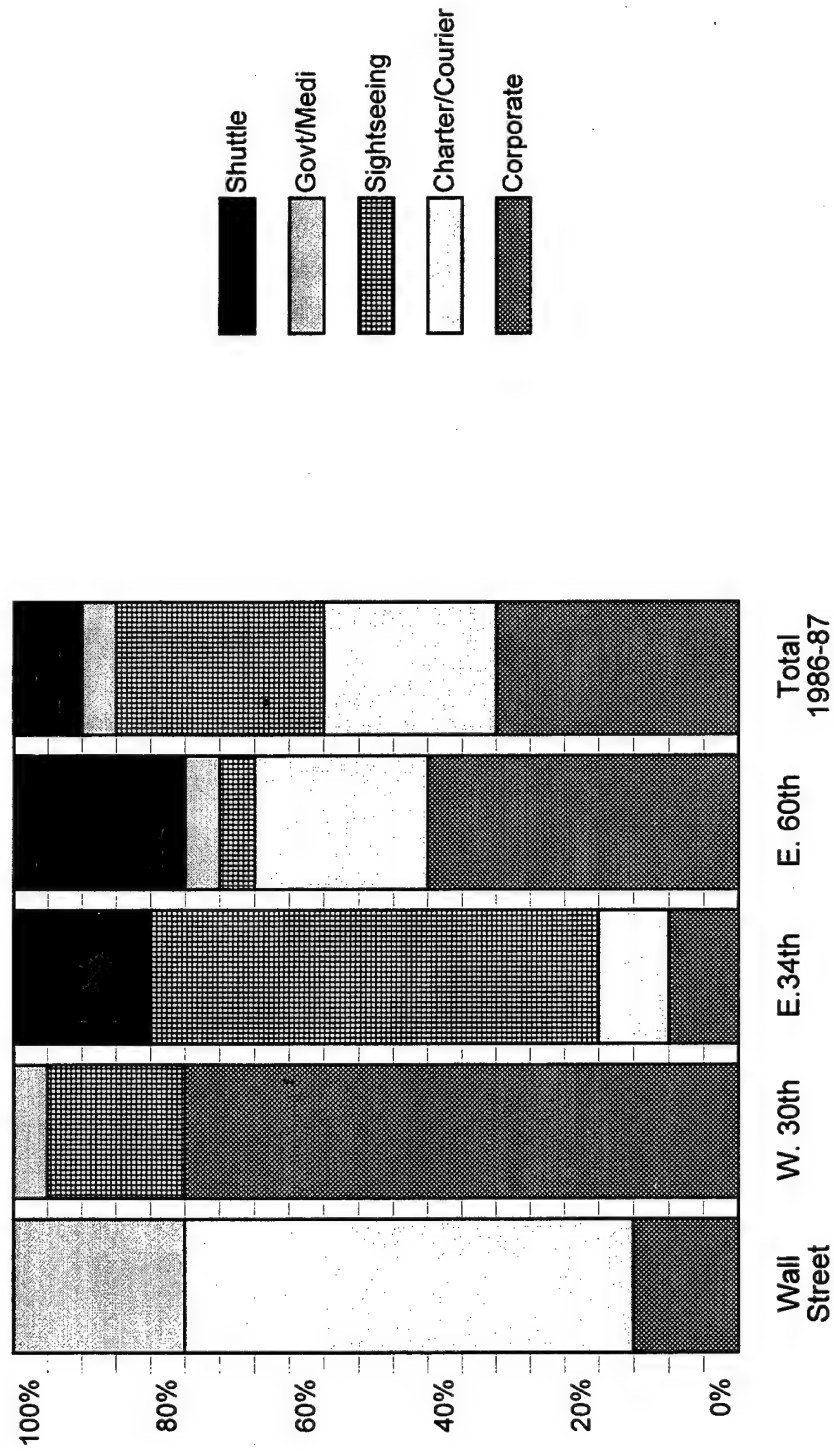 Shuttle
Govt/Medi
Sightseeing
Charter/Courier
Corporate
100%
80%
60%
40%
20%
0%
Wall
Street
W. 30th
E.34th
E. 60th
Total
1986-87